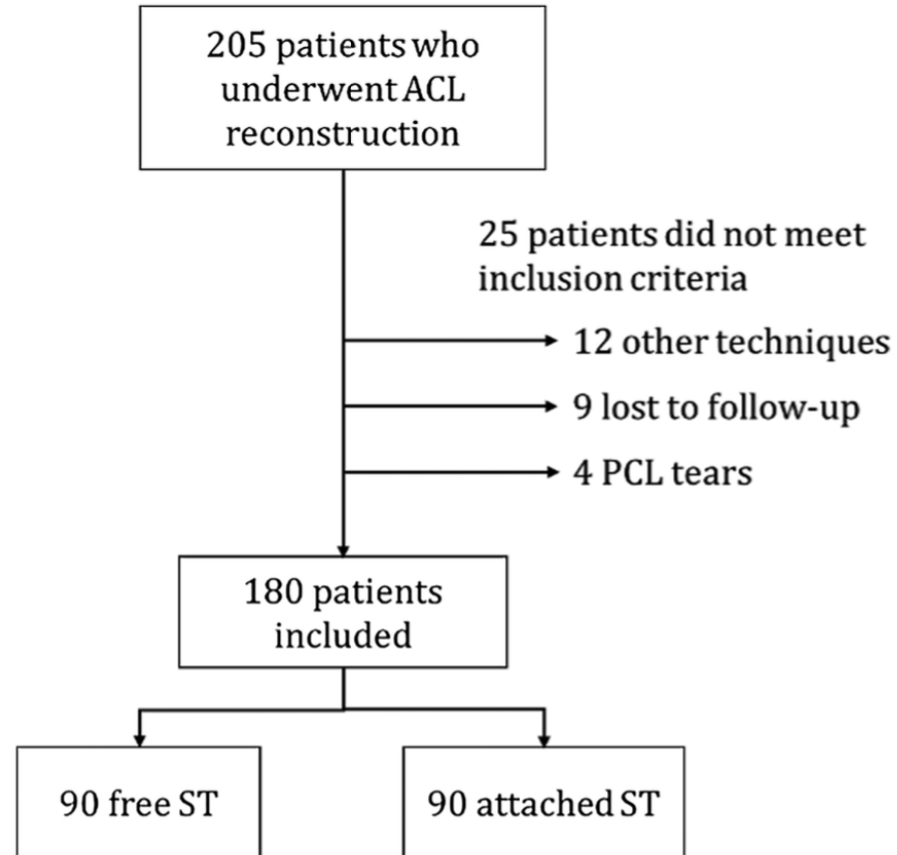 205 patients who
underwent ACL
reconstruction
25 patients did not meet
inclusion criteria
12 other techniques
9 lost to follow-up
4 PCL tears
180 patients
included
90 free ST
90 attached ST